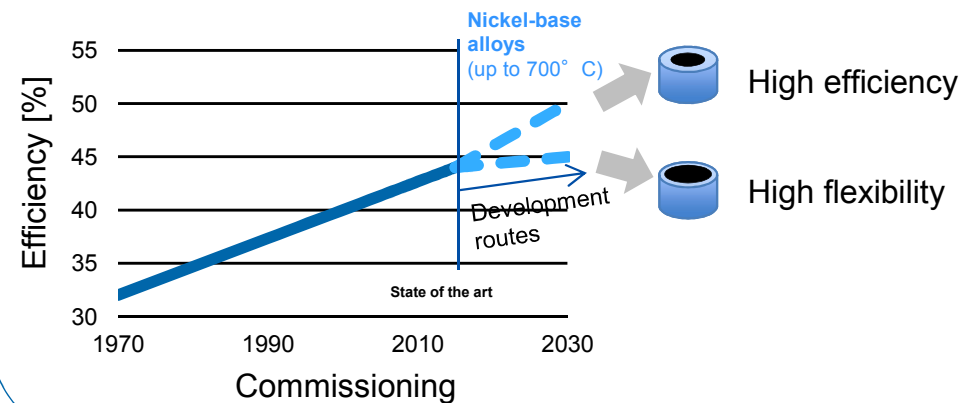 Nickel-base
alloys
(up to 700° C)
55
50
45
40
35
30
Efficiency [%]
High efficiency
High flexibility
Development
routes
State of the art
1970
1990
2010
2030
Commissioning